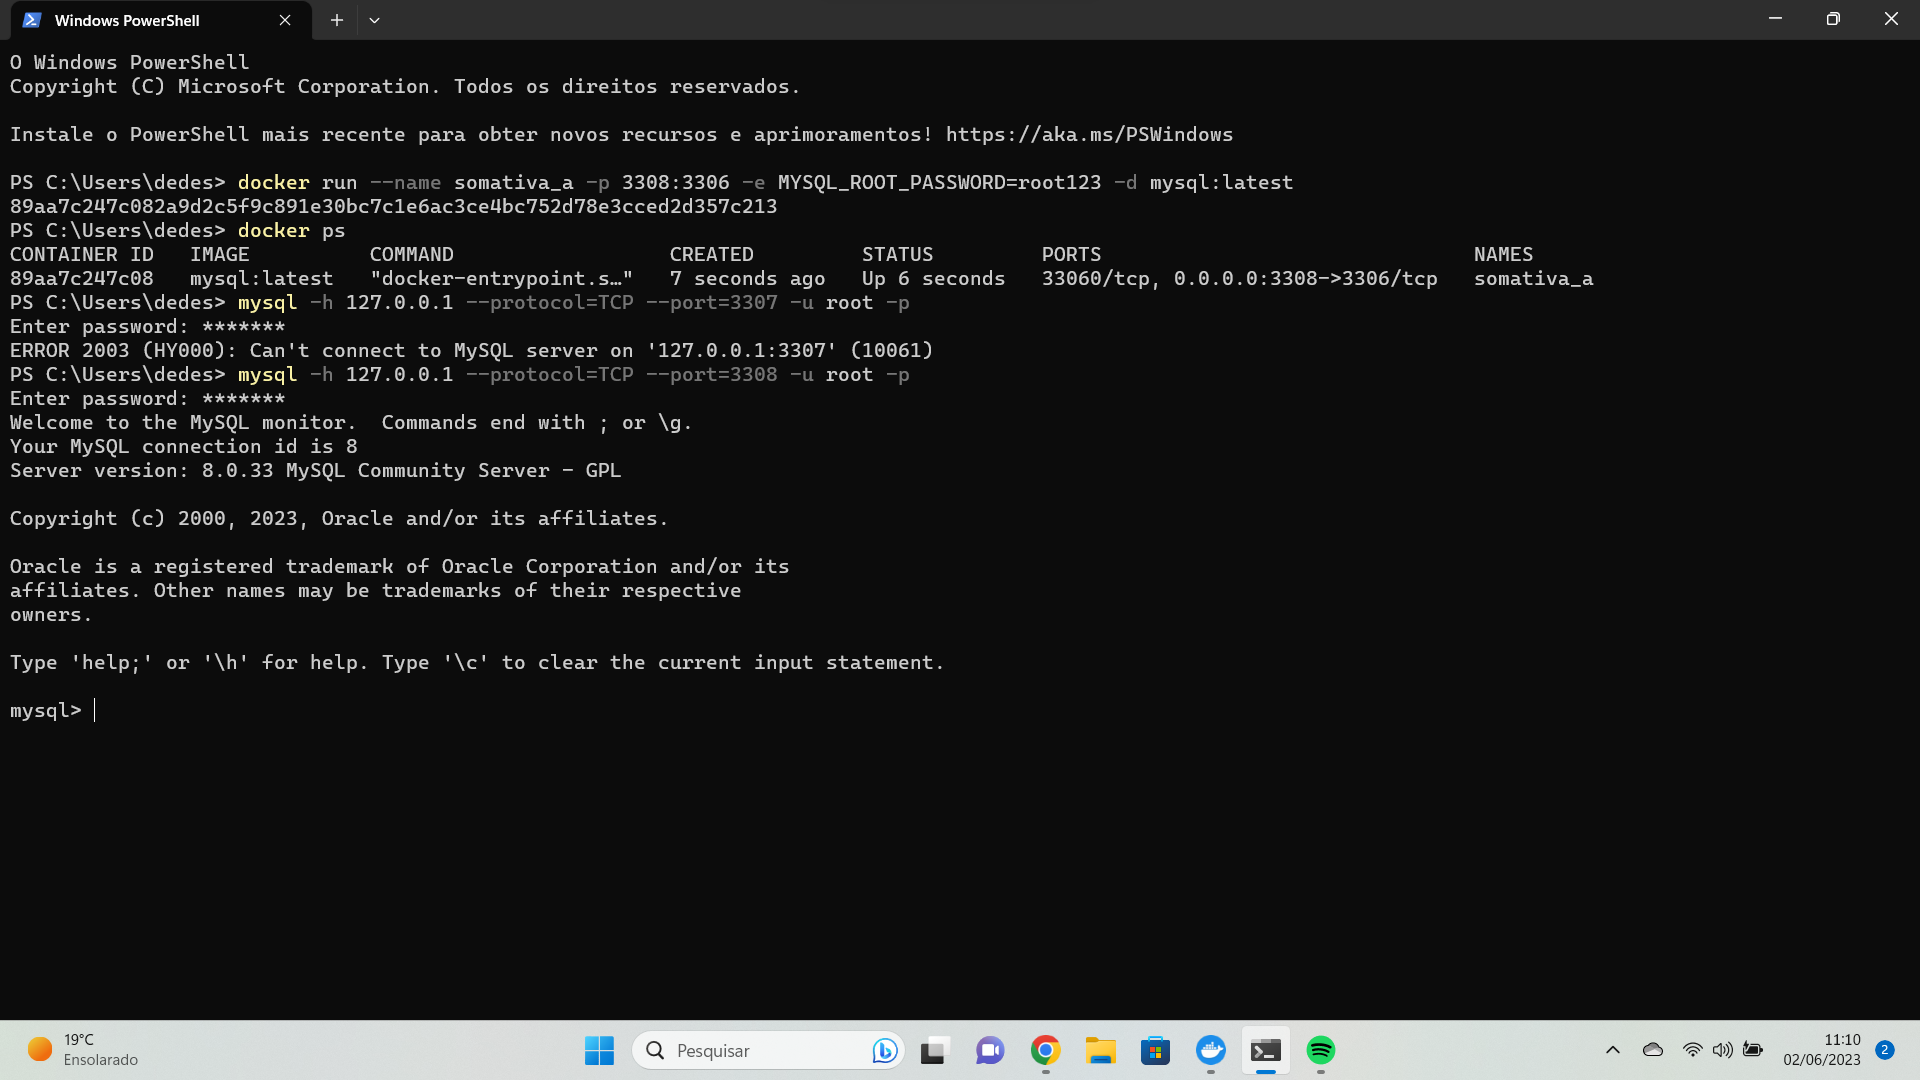 Windows PowerShell
O Windows PowerShell
Copyright (C) Microsoft Corporation. Todos os direitos reservados.
Instale o PowerShell mais recente para obter novos recursos e aprimoramentos! https://aka.ms/PSWindows
PS C:\Users\dedes> docker run --name somativa_a -p 3308:3306 -e MYSQL_ROOT_PASSWORD=root123 -d mysql:latest
89aa7c247c082a9d2c5f9c891e30bc7c1e6ac3ce4bc752d78e3cced2d357c213
PS C:\Users\dedes> docker ps
CONTAINER ID   IMAGE          COMMAND                  CREATED         STATUS         PORTS                               NAMES
89aa7c247c08   mysql:latest   "docker-entrypoint.s…"   7 seconds ago   Up 6 seconds   33060/tcp, 0.0.0.0:3308->3306/tcp   somativa_a
PS C:\Users\dedes> mysql -h 127.0.0.1 --protocol=TCP --port=3307 -u root -p
Enter password: *******
ERROR 2003 (HY000): Can't connect to MySQL server on '127.0.0.1:3307' (10061)
PS C:\Users\dedes> mysql -h 127.0.0.1 --protocol=TCP --port=3308 -u root -p
Enter password: *******
Welcome to the MySQL monitor.  Commands end with ; or \g.
Your MySQL connection id is 8
Server version: 8.0.33 MySQL Community Server - GPL
Copyright (c) 2000, 2023, Oracle and/or its affiliates.
Oracle is a registered trademark of Oracle Corporation and/or its
affiliates. Other names may be trademarks of their respective
owners.
Type 'help;' or '\h' for help. Type '\c' to clear the current input statement.
mysql>
19°C
Ensolarado
Pesquisar
11:10
02/06/2023
2